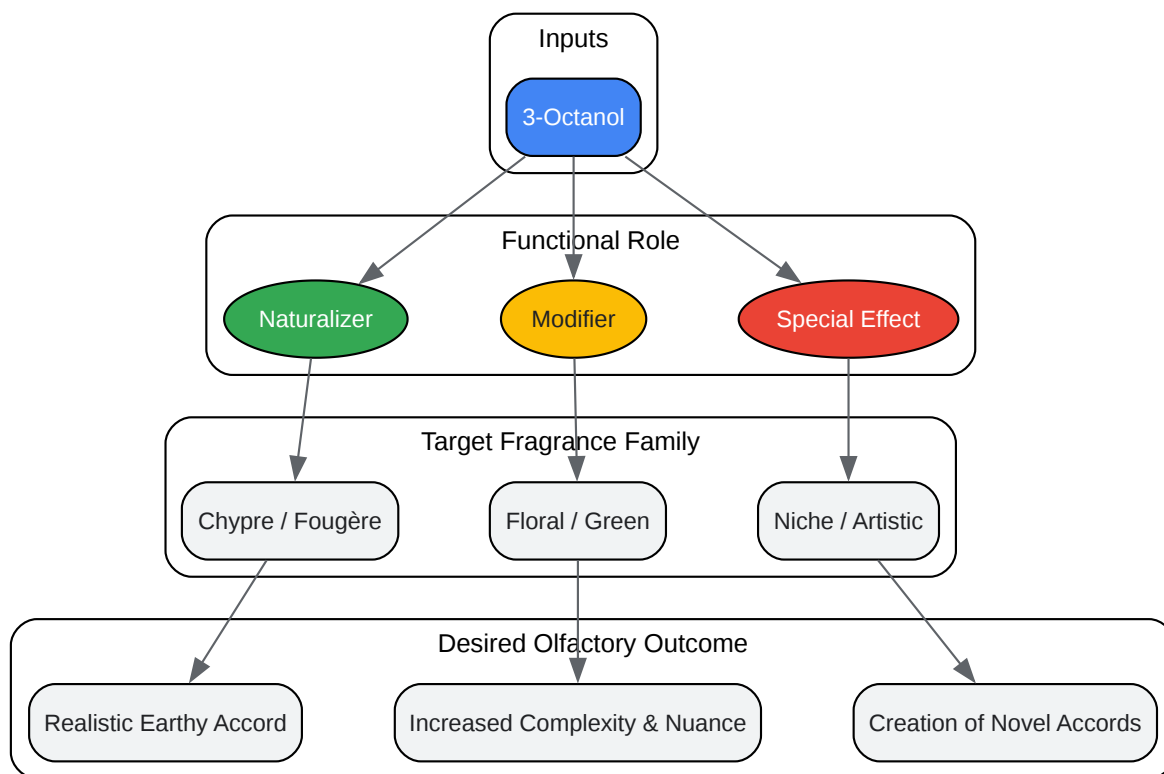 Inputs
3-Octanol
Functional Role
Naturalizer
Modifier
Special Effect
Target Fragrance Family
Chypre / Fougère
Floral / Green
Niche / Artistic
Desired Olfactory Outcome
Realistic Earthy Accord
Increased Complexity & Nuance
Creation of Novel Accords